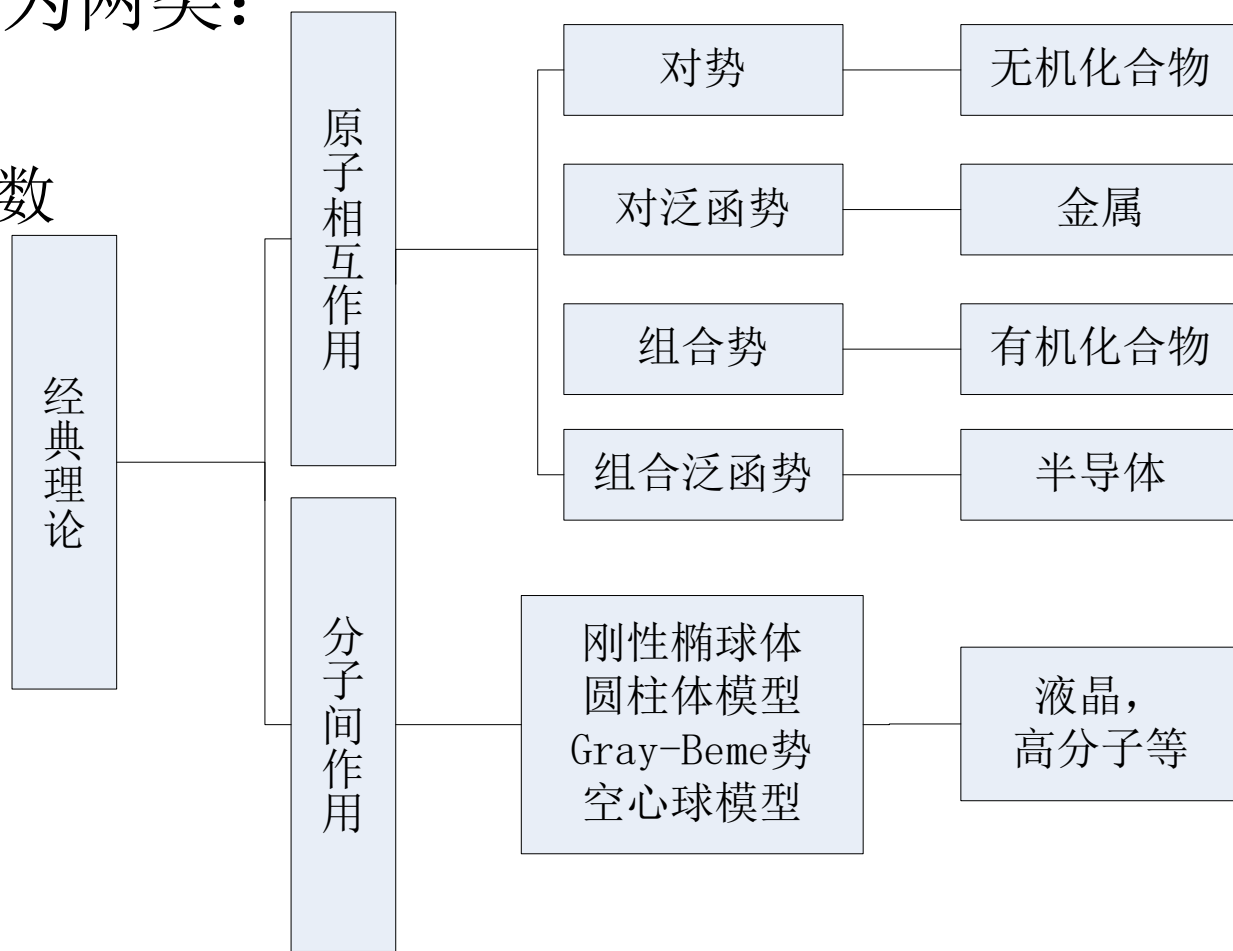 为两类：
数
经典理论
原子相互作用
对势
无机化合物
对泛函势
金属
组合势
有机化合物
组合泛函势
半导体
分子间作用
刚性椭球体
圆柱体模型
Gray-Beme势
空心球模型
液晶，
高分子等